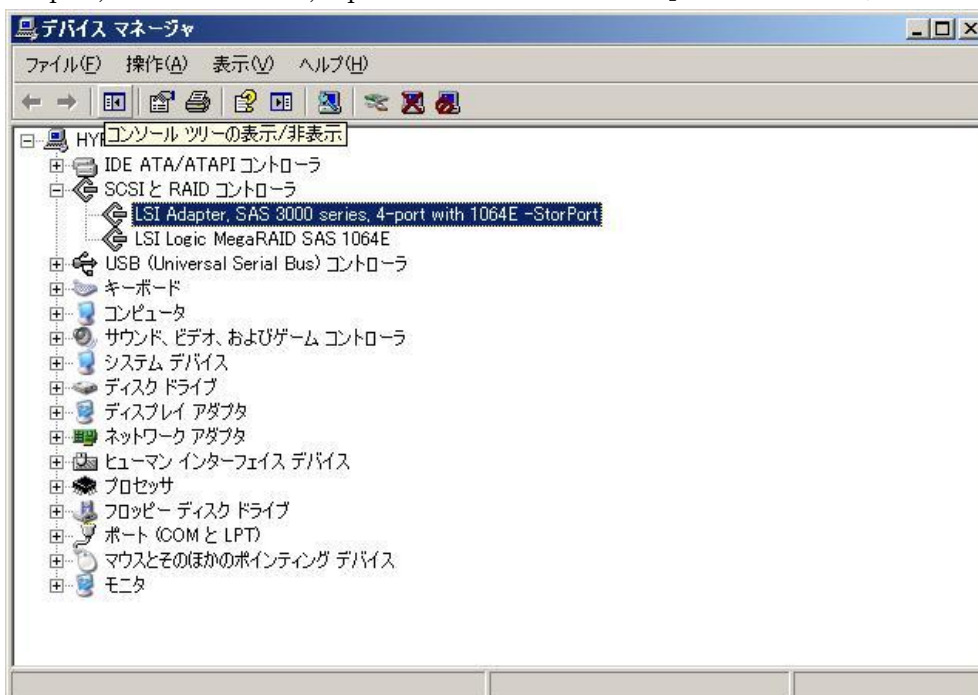 デバイス マネージャ
ファイル(F) 操作(A) 表示(V) ヘルプ(H)
コンソール ツリーの表示/非表示
HY
IDE ATA/ATAPI コントローラ
SCSI と RAID コントローラ
LSI Adapter, SAS 3000 series, 4-port with 1064E -StorPort
LSI Logic MegaRAID SAS 1064E
USB (Universal Serial Bus) コントローラ
キーボード
コンピュータ
サウンド、ビデオ、およびゲーム コントローラ
システム デバイス
ディスク ドライブ
ディスプレイ アダプタ
ネットワーク アダプタ
ヒューマン インターフェイス デバイス
プロセッサ
フロッピー ディスク ドライブ
ポート (COM と LPT)
マウスとそのほかのポインティング デバイス
モニタ